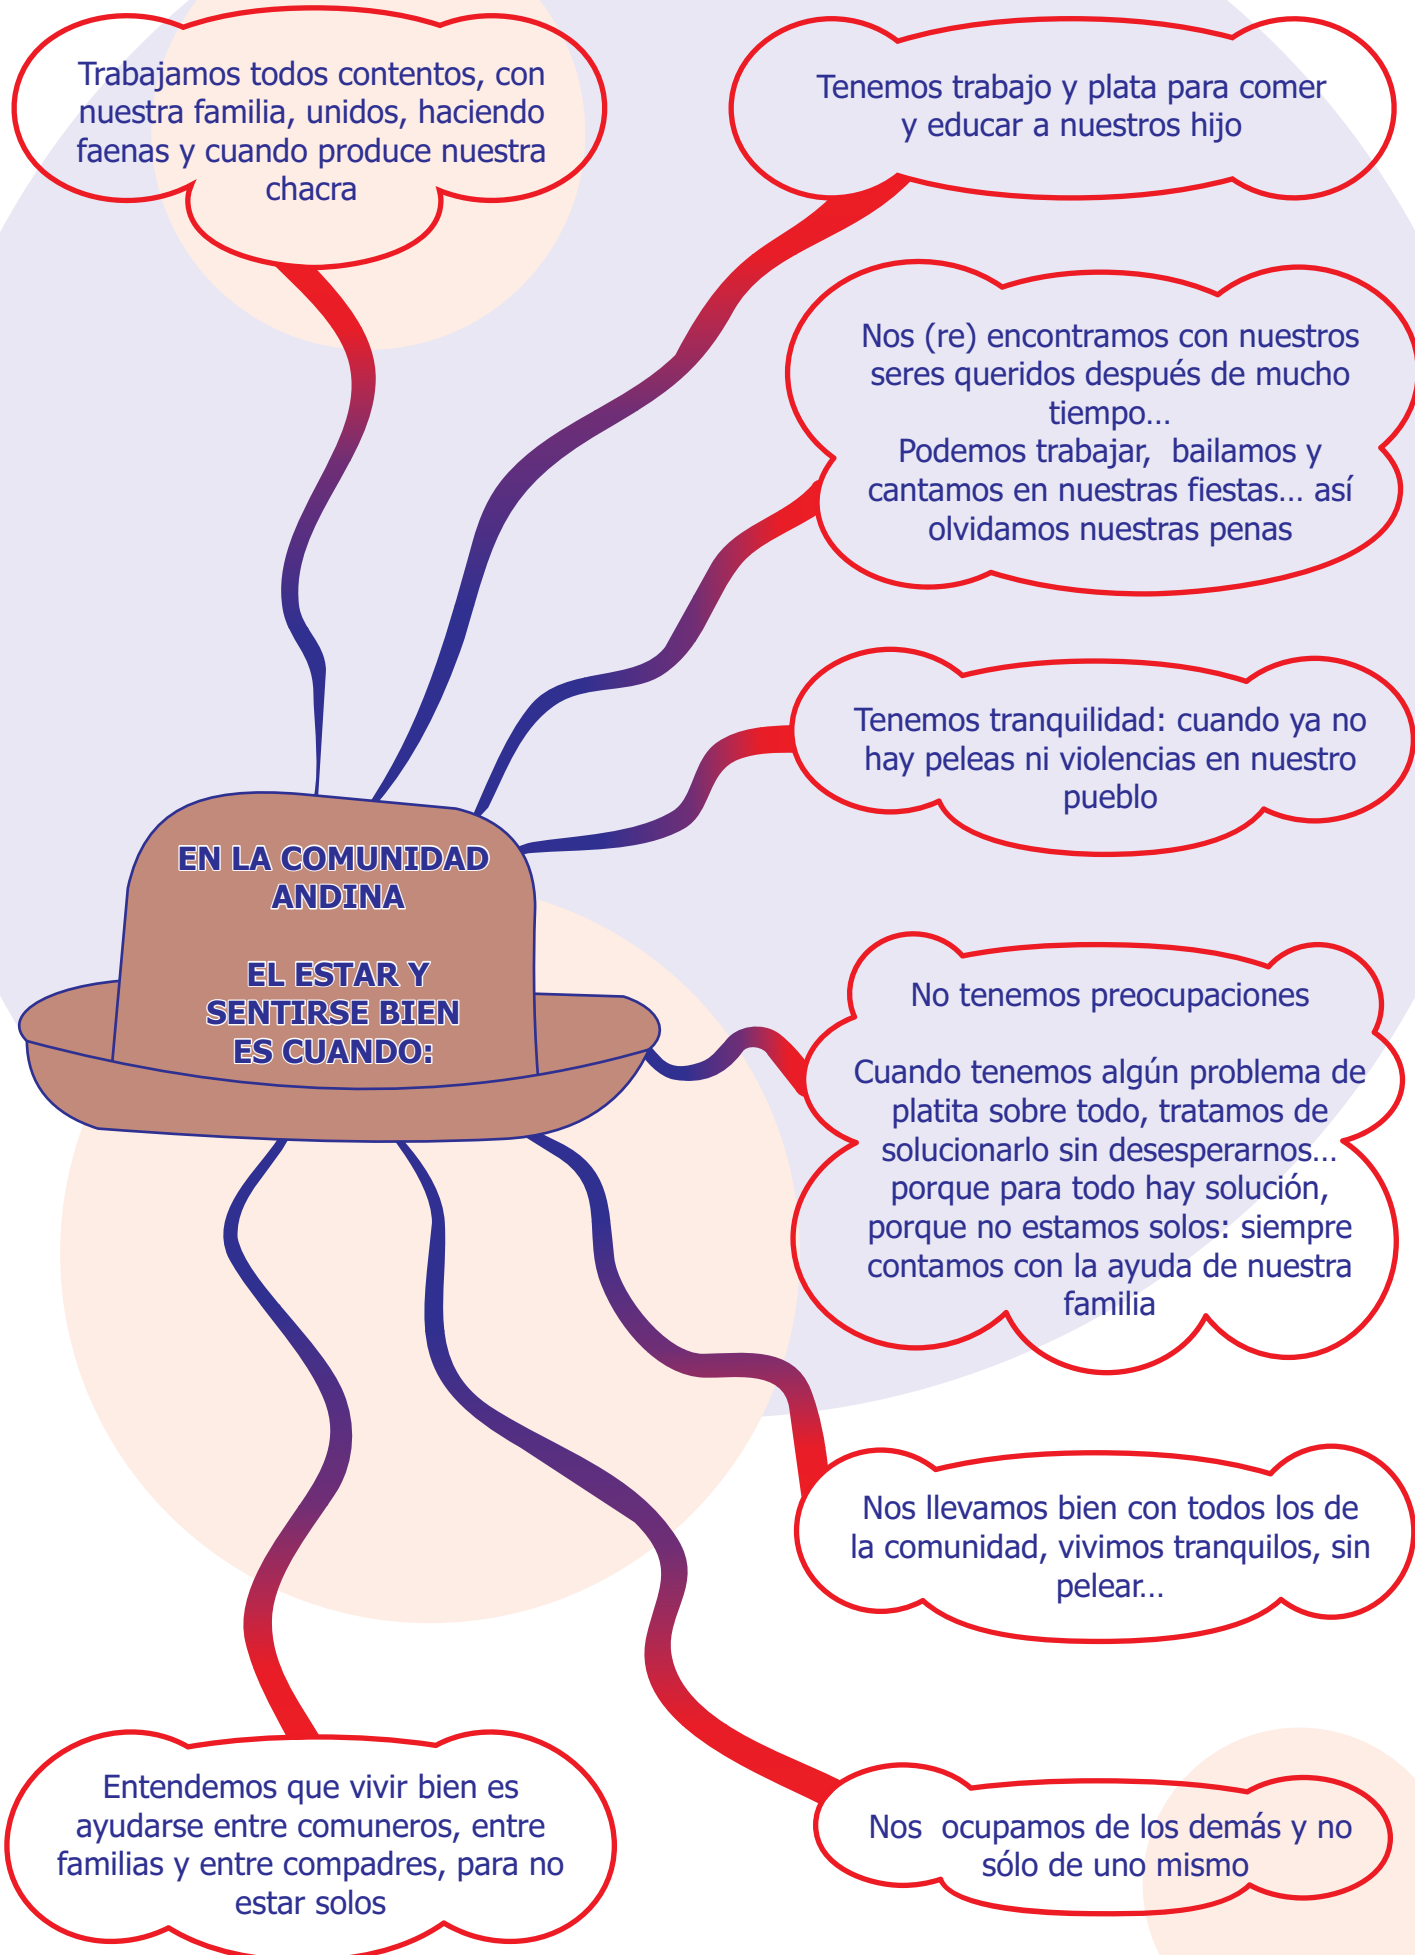 Trabajamos todos contentos, con
nuestra familia, unidos, haciendo
faenas y cuando produce nuestra
chacra
Tenemos trabajo y plata para comer
y educar a nuestros hijo
Nos (re) encontramos con nuestros
seres queridos después de mucho
tiempo...
Podemos trabajar,  bailamos y
cantamos en nuestras fiestas... así
olvidamos nuestras penas
Tenemos tranquilidad: cuando ya no
hay peleas ni violencias en nuestro
pueblo
EN LA COMUNIDAD
ANDINA
EL ESTAR Y
SENTIRSE BIEN
ES CUANDO:
No tenemos preocupaciones
Cuando tenemos algún problema de
platita sobre todo, tratamos de
solucionarlo sin desesperarnos...
porque para todo hay solución,
porque no estamos solos: siempre
contamos con la ayuda de nuestra
familia
Nos llevamos bien con todos los de
la comunidad, vivimos tranquilos, sin
pelear...
Entendemos que vivir bien es
ayudarse entre comuneros, entre
familias y entre compadres, para no
estar solos
Nos  ocupamos de los demás y no
sólo de uno mismo